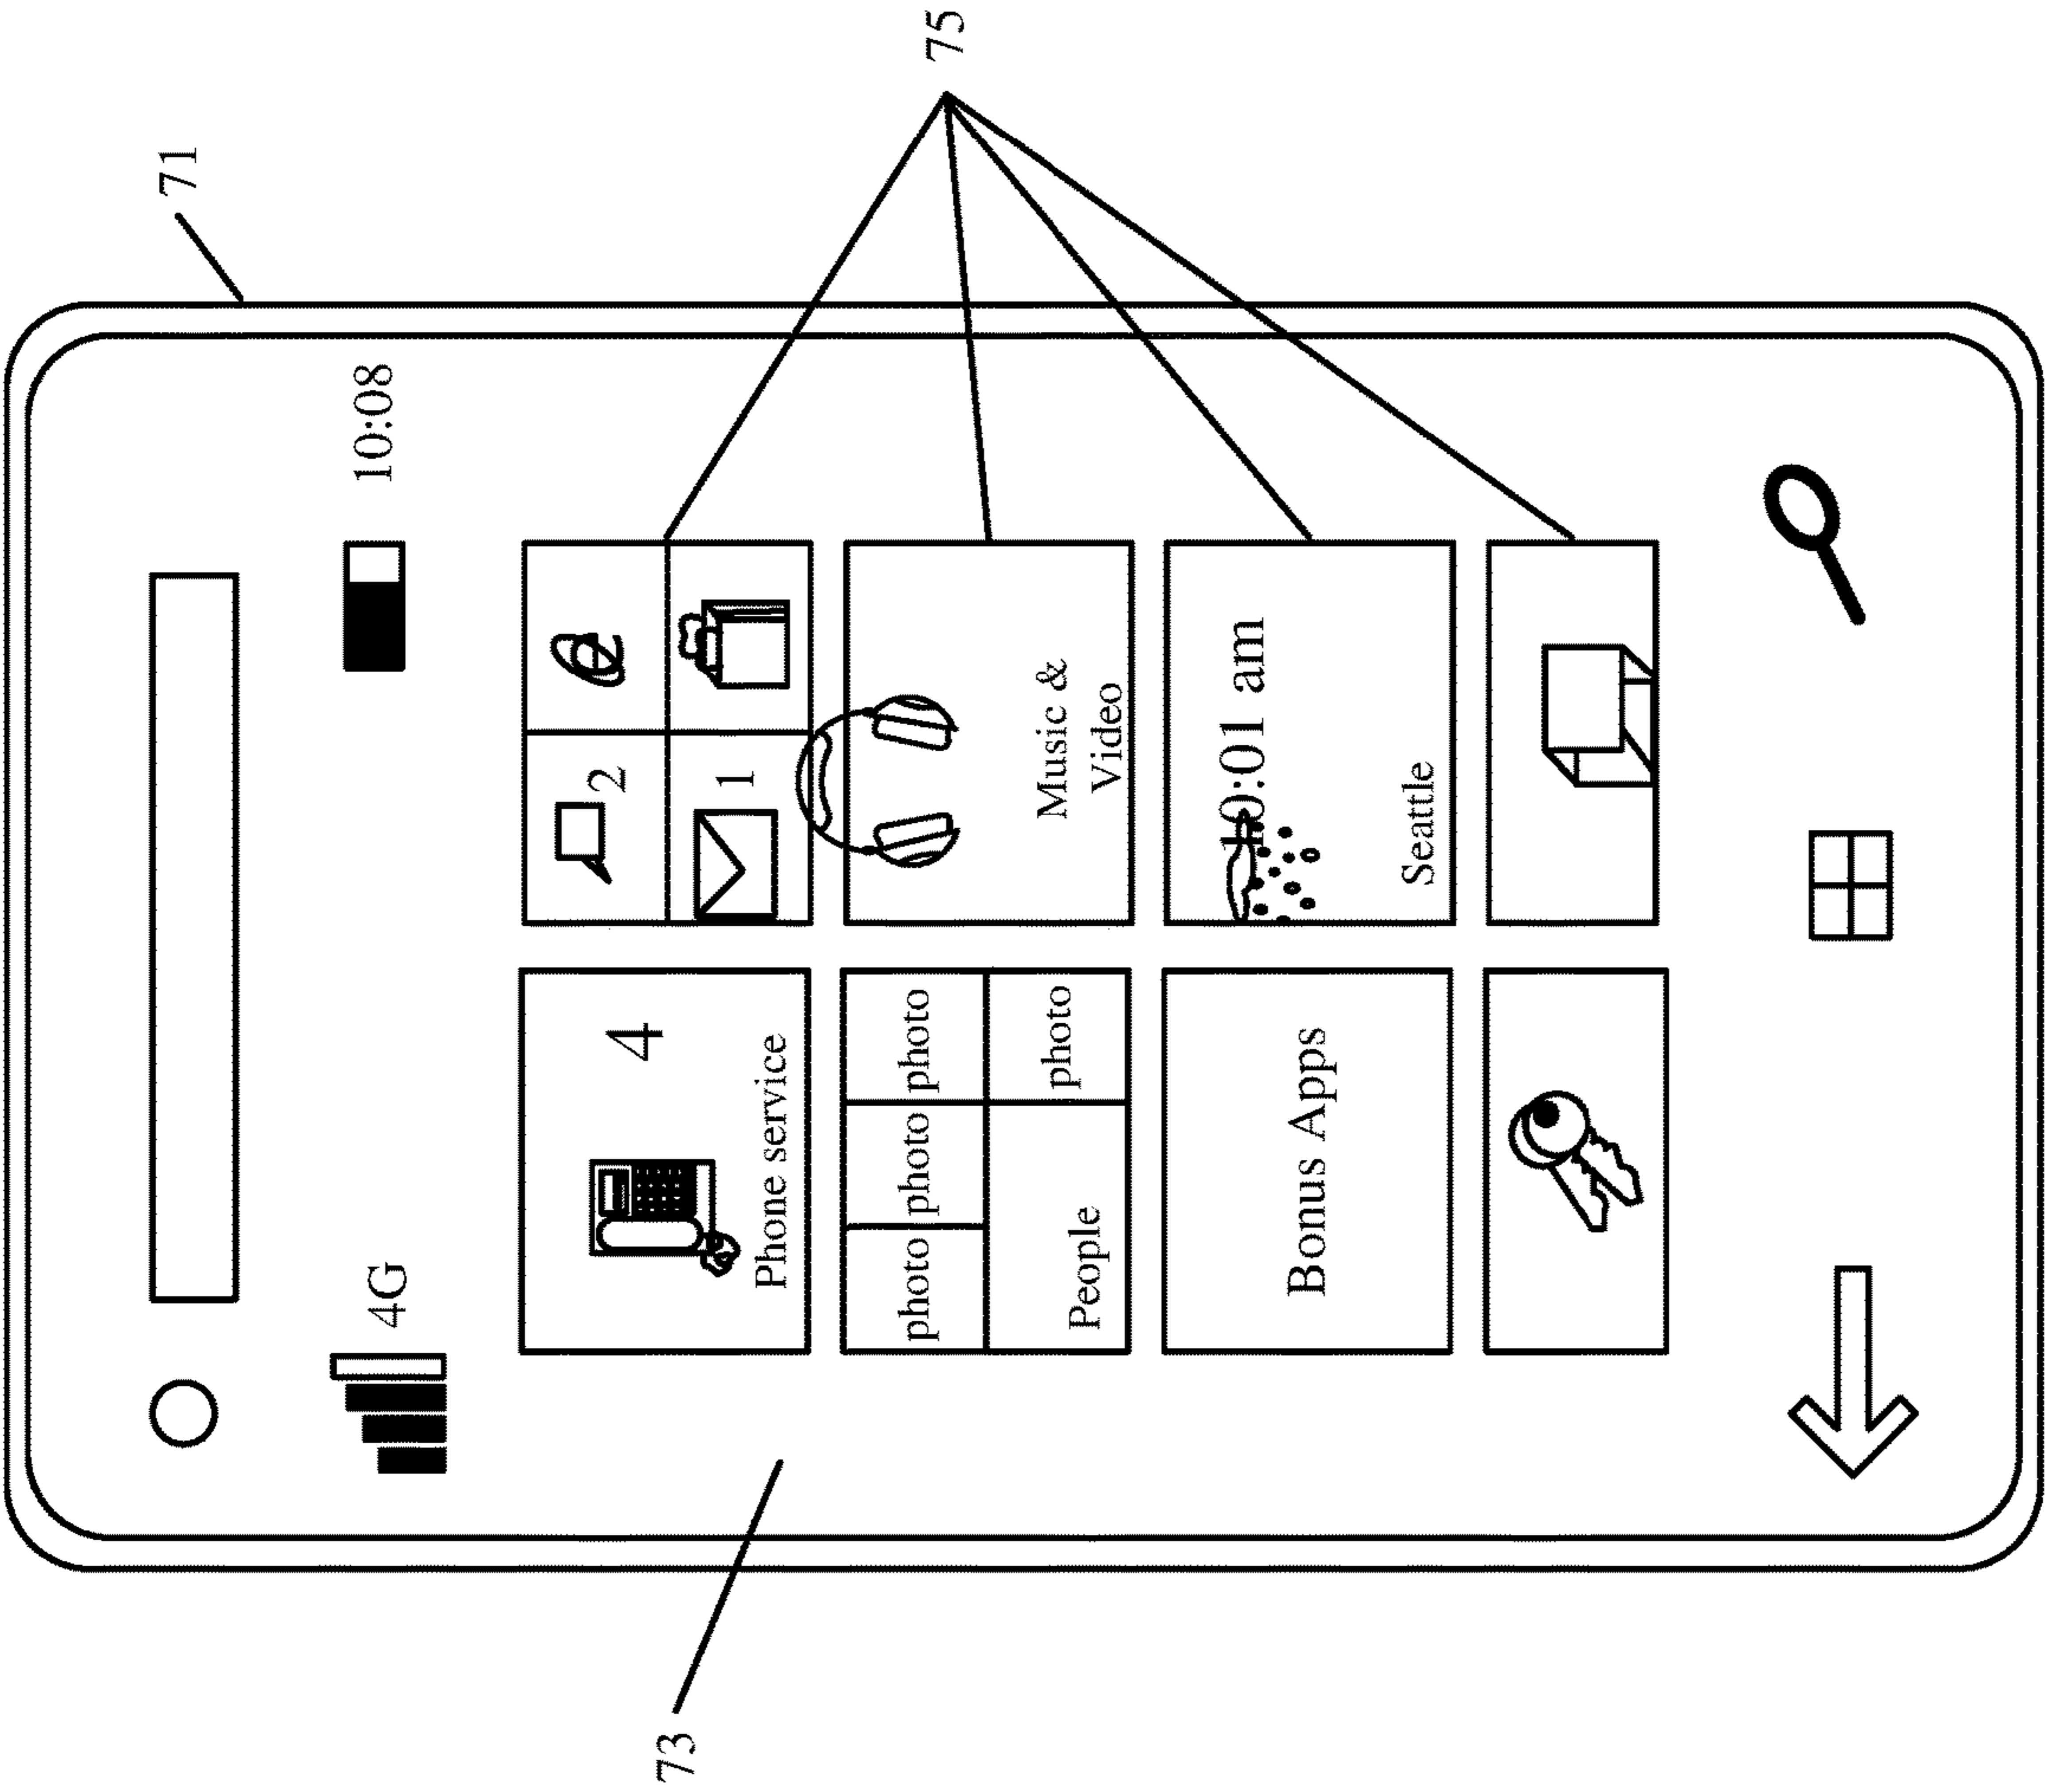 71
4G
10:08
75
4
Phone service
2
1
photo photo photo
People
photo
Music &
Video
Bonus Apps
10:01 am
Seattle
73